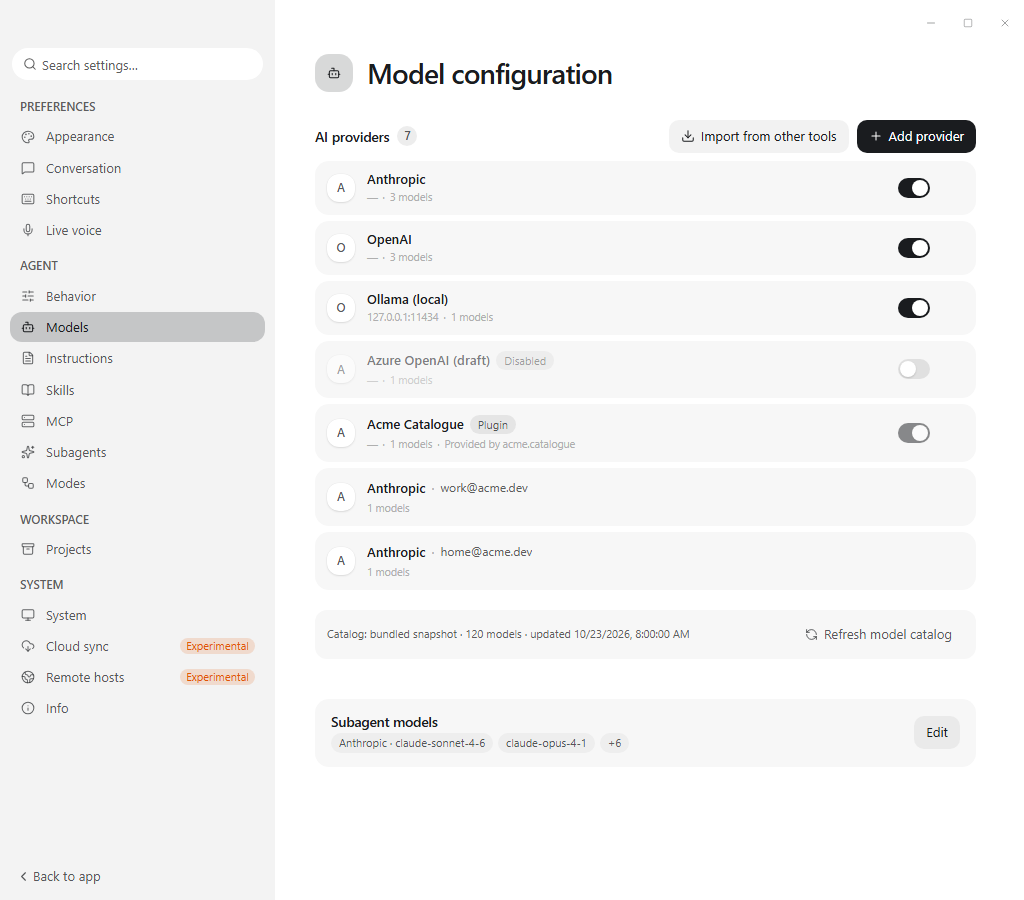 Search settings...
PREFERENCES
Appearance
Conversation
Shortcuts
Live voice
AGENT
Behavior
Models
Instructions
Skills
MCP
Subagents
Modes
WORKSPACE
Projects
SYSTEM
System
Cloud sync Experimental
Remote hosts Experimental
Info
Back to app
Model configuration
AI providers 7
Import from other tools
Add provider
A Anthropic
— · 3 models
O OpenAI
— · 3 models
O Ollama (local)
127.0.0.1:11434 · 1 models
A Azure OpenAI (draft) Disabled
— · 1 models
A Acme Catalogue Plugin
— · 1 models · Provided by acme.catalogue
A Anthropic · work@acme.dev
1 models
A Anthropic · home@acme.dev
1 models
Catalog: bundled snapshot · 120 models · updated 10/23/2026, 8:00:00 AM
Refresh model catalog
Subagent models
Anthropic · claude-sonnet-4-6 claude-opus-4-1 +6
Edit